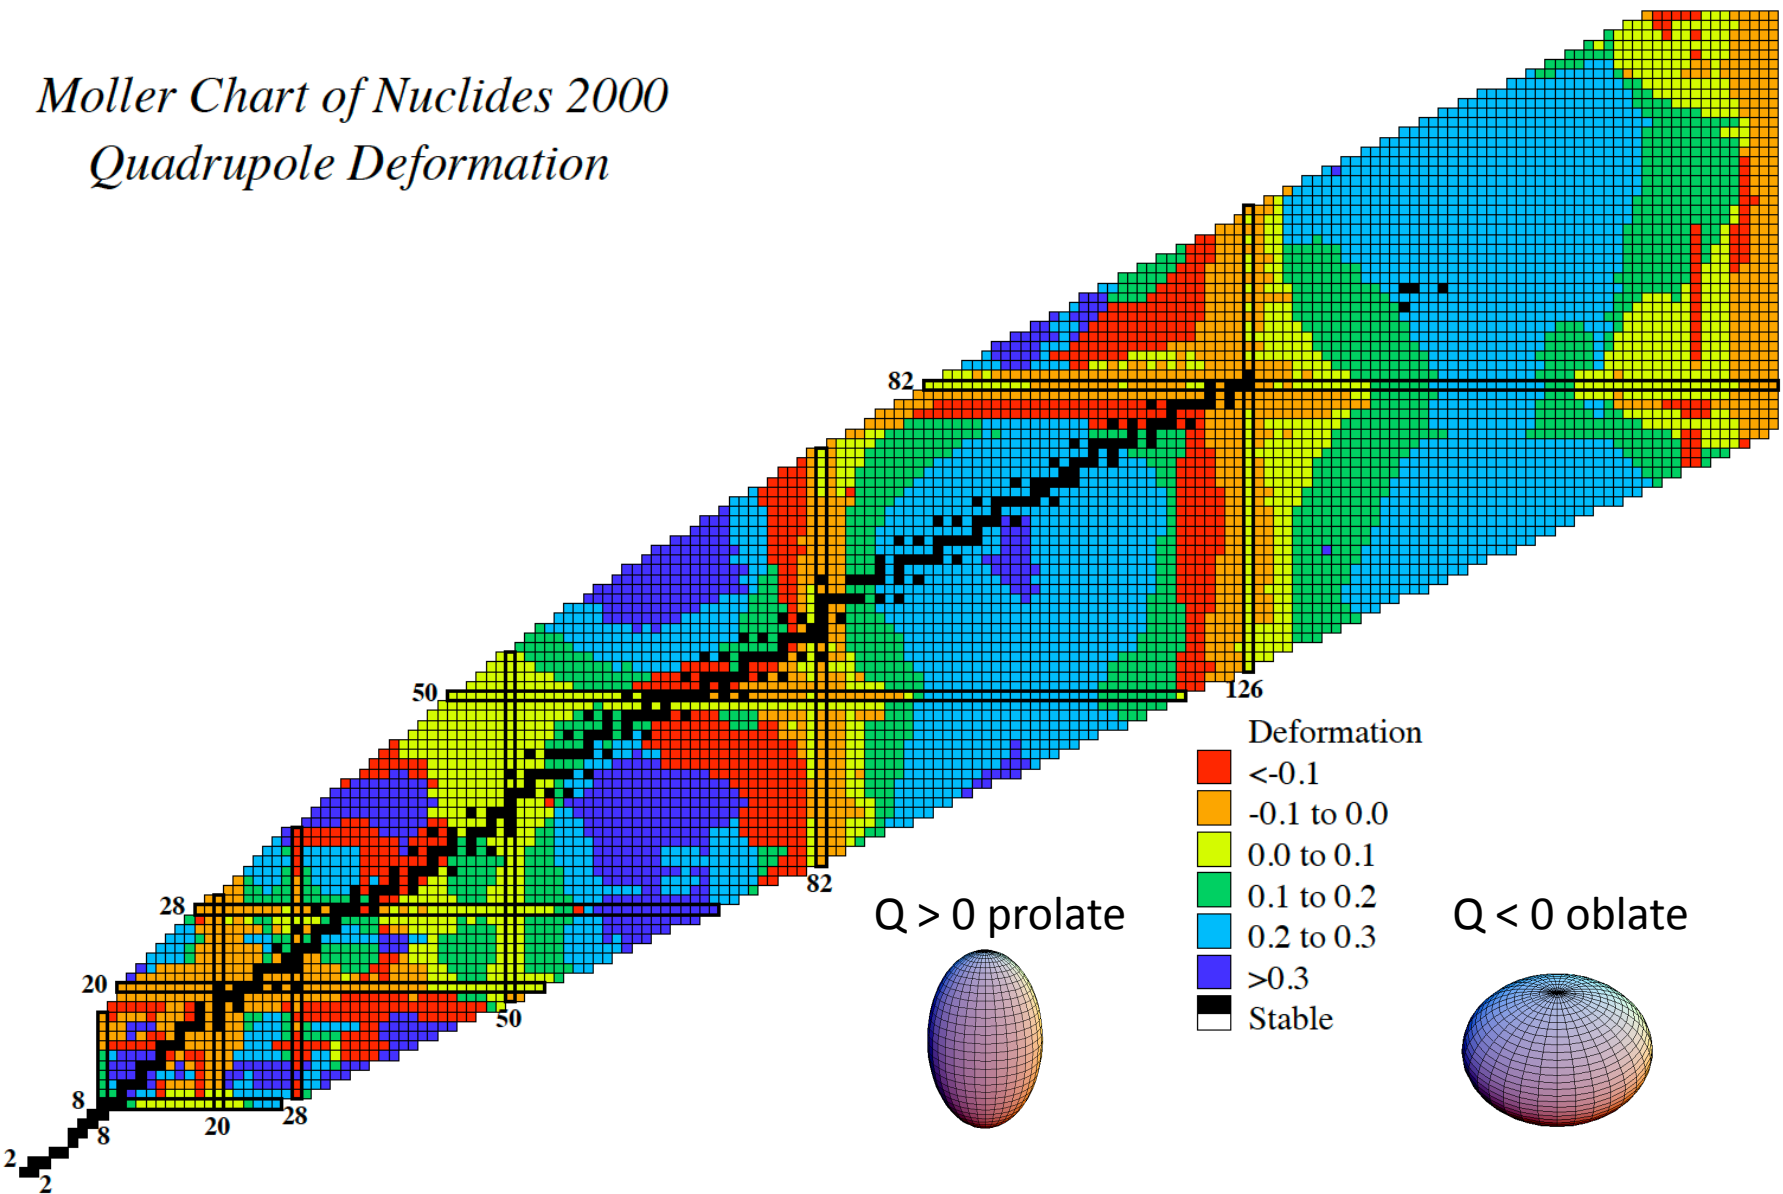 Moller Chart of Nuclides 2000
Quadrupole Deformation
82
50
126
Deformation
<-0.1
-0.1 to 0.0
0.0 to 0.1
0.1 to 0.2
0.2 to 0.3
>0.3
Stable
82
28
Q > 0 prolate
Q < 0 oblate
20
50
8
8
20
28
2
2